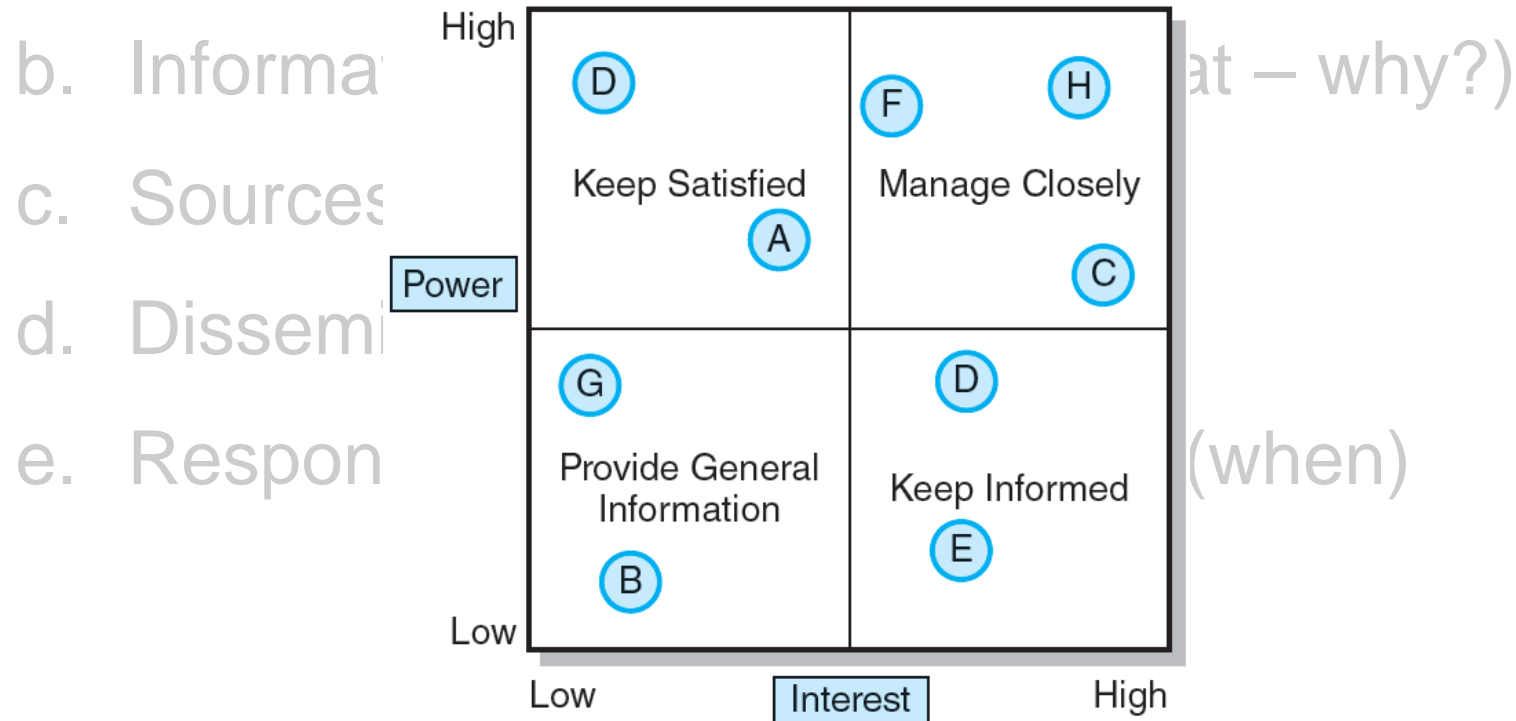 High
b. Informa at – why?)
D
F
H
Keep Satisfied
Manage Closely
c. Sources
A
C
Power
d. Dissemi
G
D
e. Respon (when)
Provide General
Information
Keep Informed
E
B
Low
Low
Interest
High